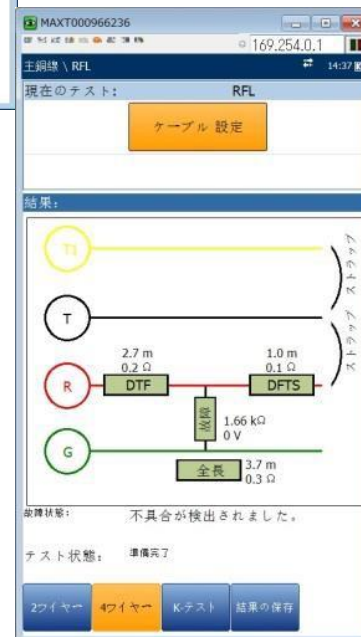 MAXT000966236
169.254.0.1
主銅線 \ RFL
14:37
現在のテスト:
RFL
ケーブル 設定
結果:
T1
ストラップ
T
ストラップ
2.7 m
0.2 Ω
1.0 m
0.1 Ω
R
DTF
DFTS
故障
1.66 kΩ
0 V
G
全長
3.7 m
0.3 Ω
故障状態:
不具合が検出されました。
テスト状態:
準備完了
2ワイヤー
4ワイヤー
K-テスト
結果の保存